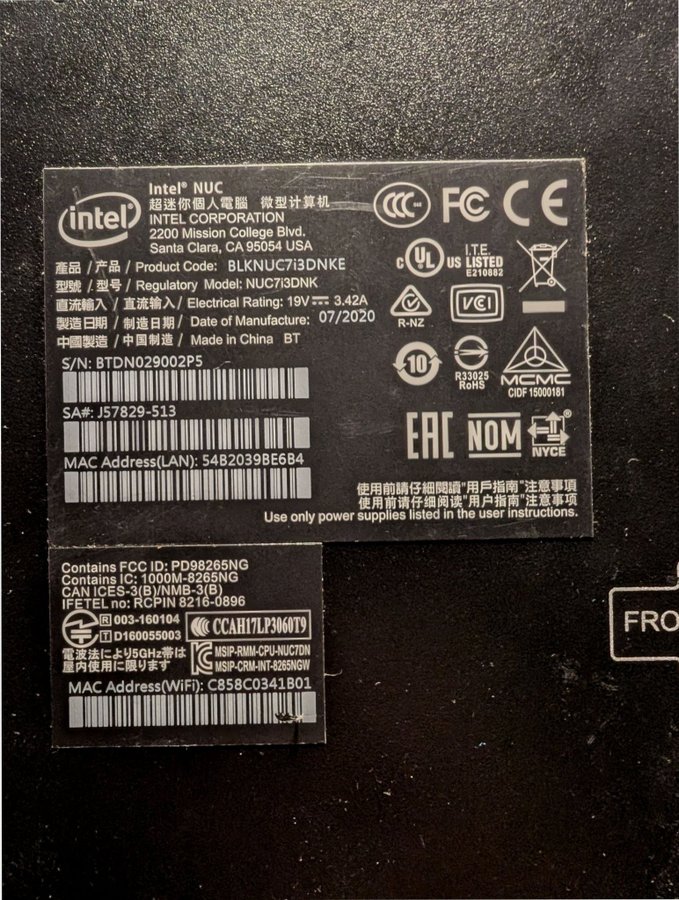 intel®
Intel® NUC
超迷你個人電腦 微型计算机
INTEL CORPORATION
2200 Mission College Blvd.
Santa Clara, CA 95054 USA
產品 / 产品 / Product Code: BLKNUC7i3DNKE
型號 / 型号 / Regulatory Model: NUC7i3DNK
直流輸入 / 直流输入 / Electrical Rating: 19V 3.42A
製造日期 / 制造日期 / Date of Manufacture: 07/2020
中國製造 / 中国制造 / Made in China BT
S/N: BTDN029002P5
SA#: J57829-513
MAC Address(LAN): 54B2039BE6B4
CCC FC CE
C UL US LISTED
I.T.E.
E210882
R-NZ
VCI
10
R33025
RoHS
MCMC
CIDF 15000181
EAC NOM NYCE®
使用前請仔細閱讀"用戶指南"注意事項
使用前请仔细阅读"用户指南"注意事项
Use only power supplies listed in the user instructions.
Contains FCC ID: PD98265NG
Contains IC: 1000M-8265NG
CAN ICES-3(B)/NMB-3(B)
IFETEL no: RCPIN 8216-0896
R 003-160104
T D160055003
CCAH17LP3060T9
電波法により5GHz帯は
屋内使用に限ります
MSIP-RMM-CPU-NUC7DN
MSIP-CRM-INT-8265NGW
MAC Address(WiFi): C858C0341B01
FRO